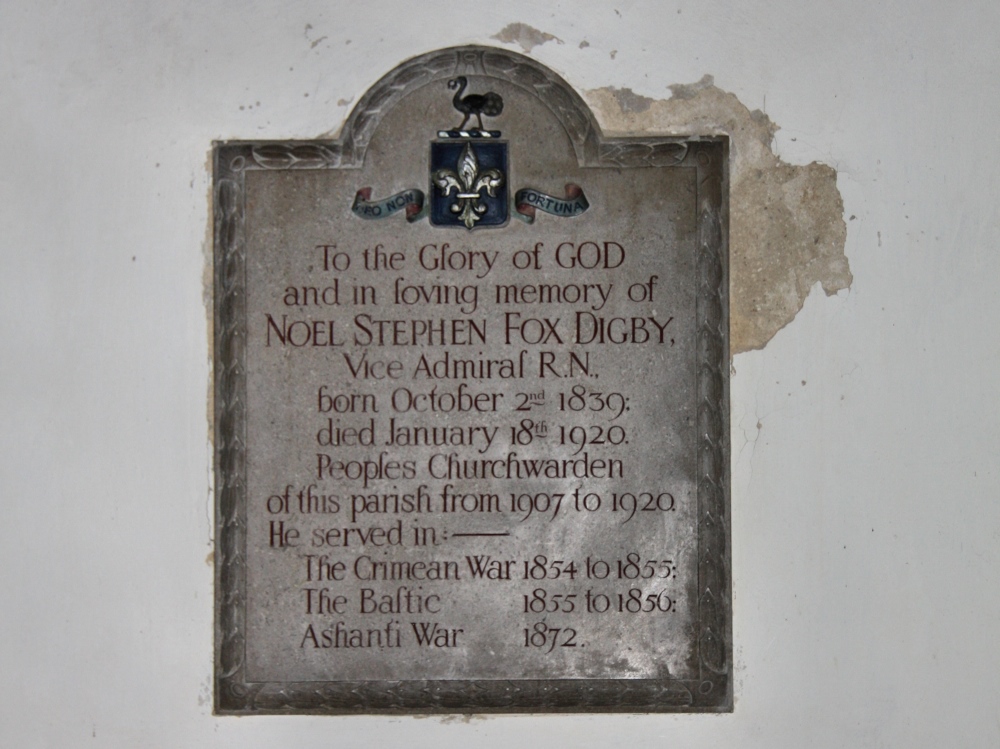 DEO NON FORTUNA
To the Glory of GOD
and in loving memory of
NOEL STEPHEN FOX DIGBY,
Vice Admiral R.N.,
born October 2nd 1839:
died January 18th 1920.
Peoples Churchwarden
of this parish from 1907 to 1920.
He served in:—
The Crimean War 1854 to 1855:
The Baltic 1855 to 1856:
Ashanti War 1872.